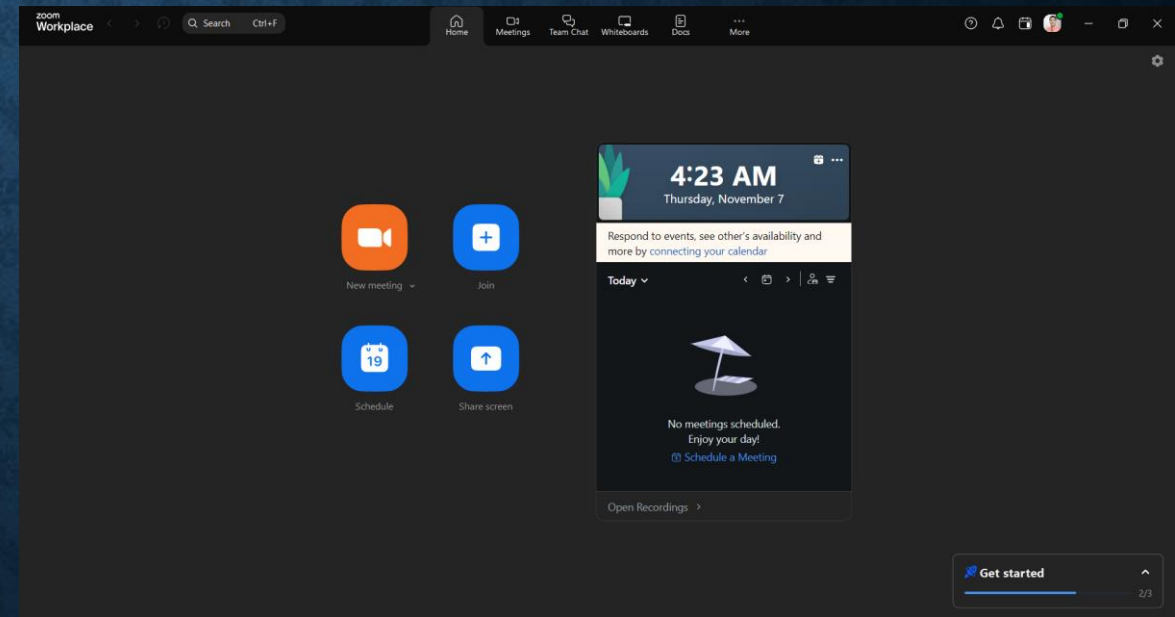 zoom
Workplace
Search Ctrl+F
Home
Meetings
Team Chat
Whiteboards
Docs
More
4:23 AM
Thursday, November 7
Respond to events, see other's availability and
more by connecting your calendar
Today
New meeting
Join
19
Schedule
Share screen
No meetings scheduled.
Enjoy your day!
Schedule a Meeting
Open Recordings
Get started
2/3